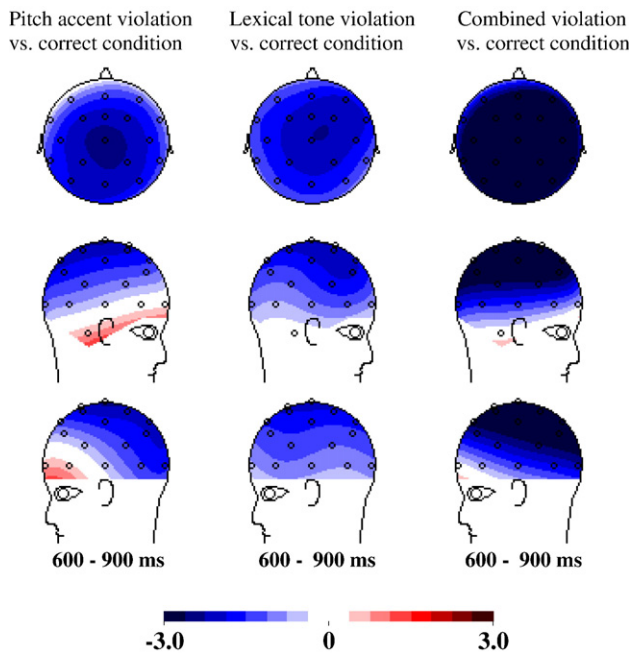 Pitch accent violation Lexical tone violation Combined violation
vs. correct condition vs. correct condition vs. correct condition
600 - 900 ms 600 - 900 ms 600 - 900 ms
-3.0 0 3.0